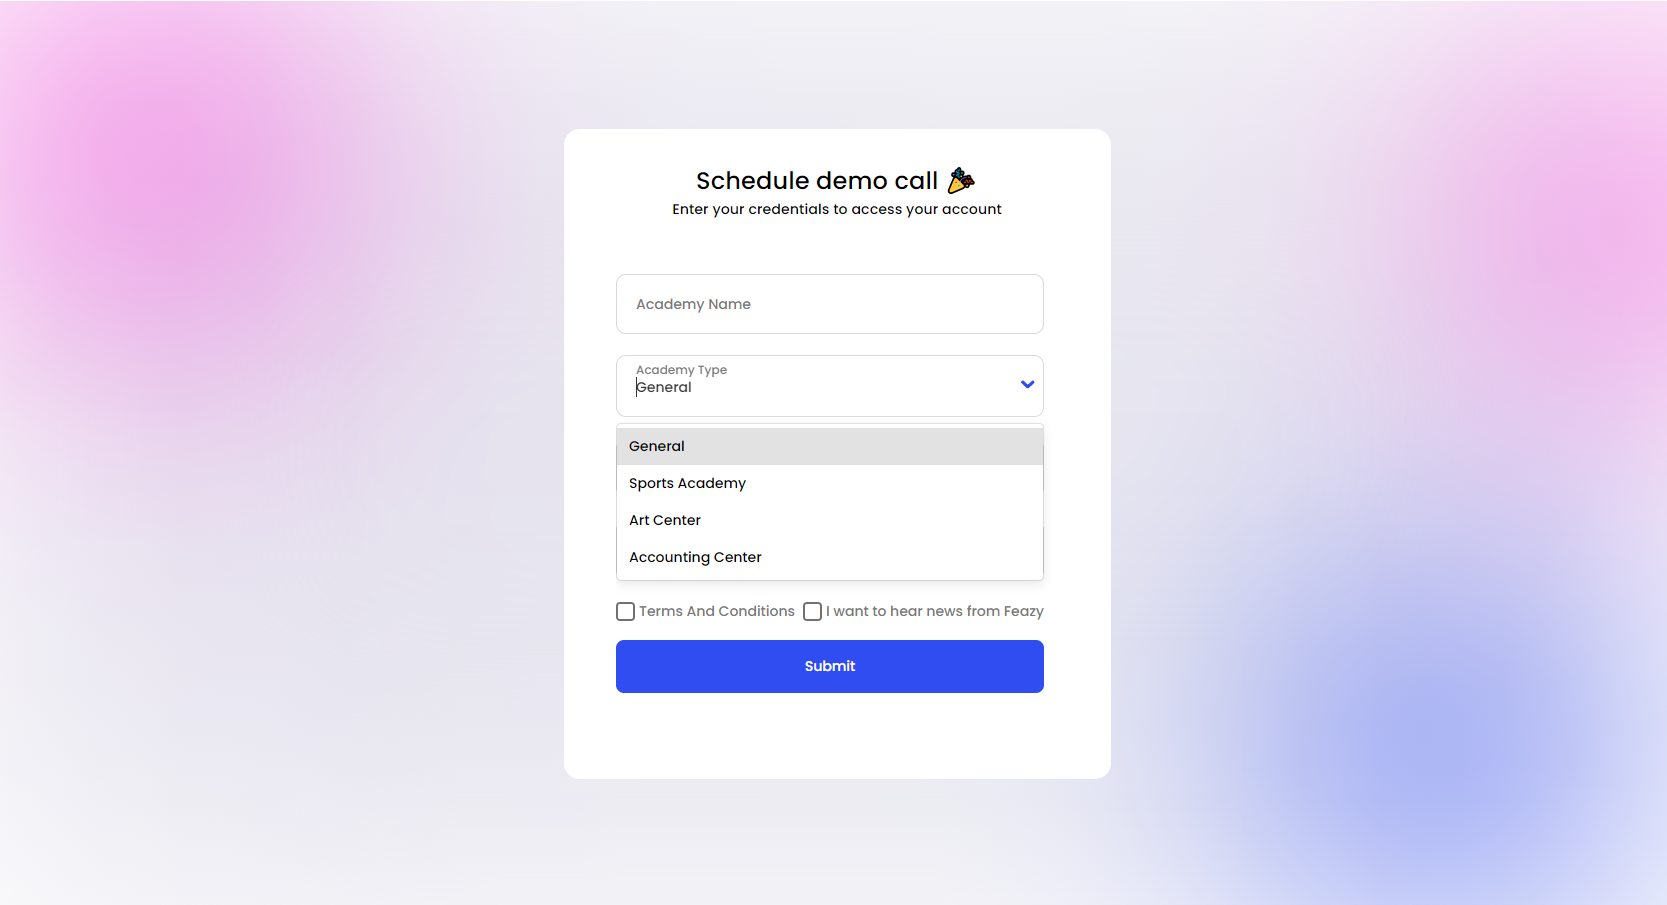 Schedule demo call
Enter your credentials to access your account
Academy Name
Academy Type
General
General
Sports Academy
Art Center
Accounting Center
Terms And Conditions I want to hear news from Feazy
Submit